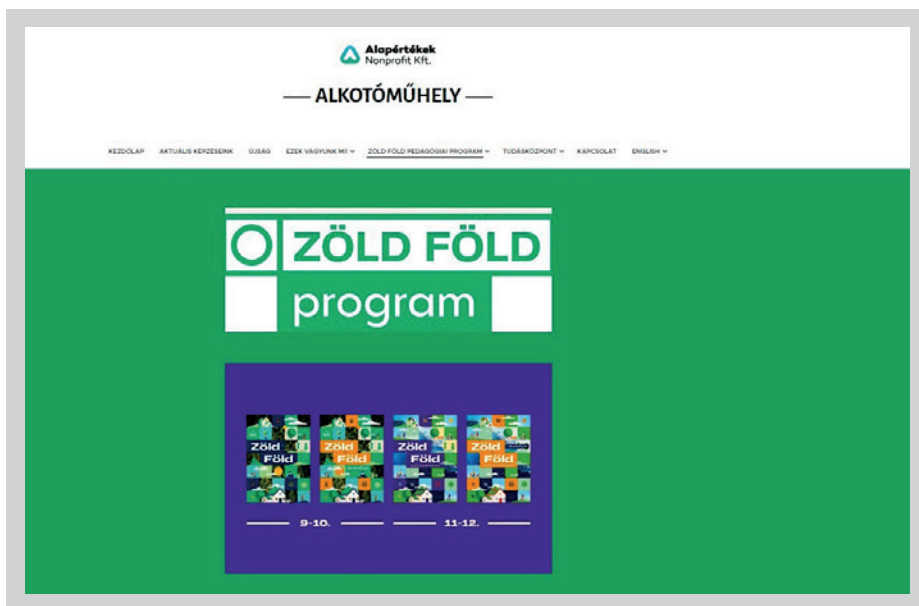 Alapértékek
Nonprofit Kft.
ALKOTÓMŰHELY
KEZDŐLAP AKTUÁLIS KÉPZÉSEINK ÚJSÁG EZEK VAGYUNK MI! ZÖLD FÖLD PEDAGÓGIAI PROGRAM TUDÁSKÖZPONT KAPCSOLAT ENGLISH
ZÖLD FÖLD
program
Zöld Föld
Zöld Föld
Zöld Föld
Zöld Föld
9-10. 11-12.